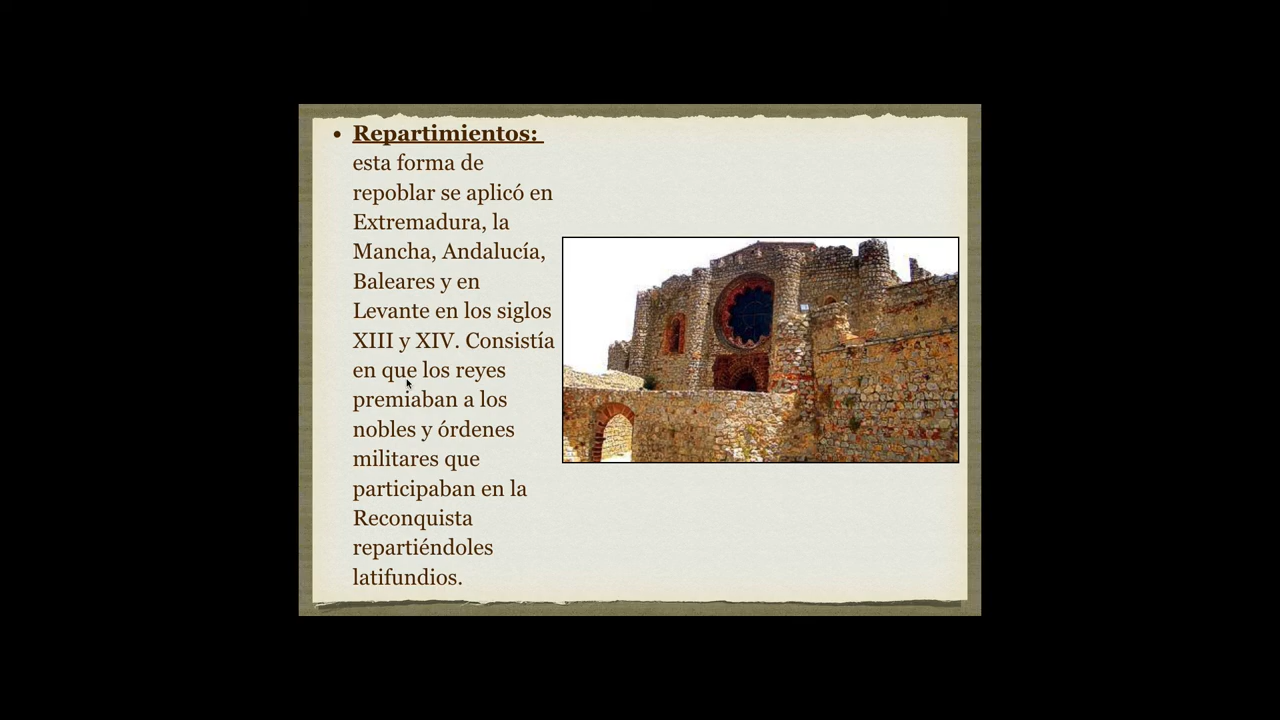 • Repartimientos:
esta forma de
repoblar se aplicó en
Extremadura, la
Mancha, Andalucía,
Baleares y en
Levante en los siglos
XIII y XIV. Consistía
en que los reyes
premiaban a los
nobles y órdenes
militares que
participaban en la
Reconquista
repartiéndoles
latifundios.